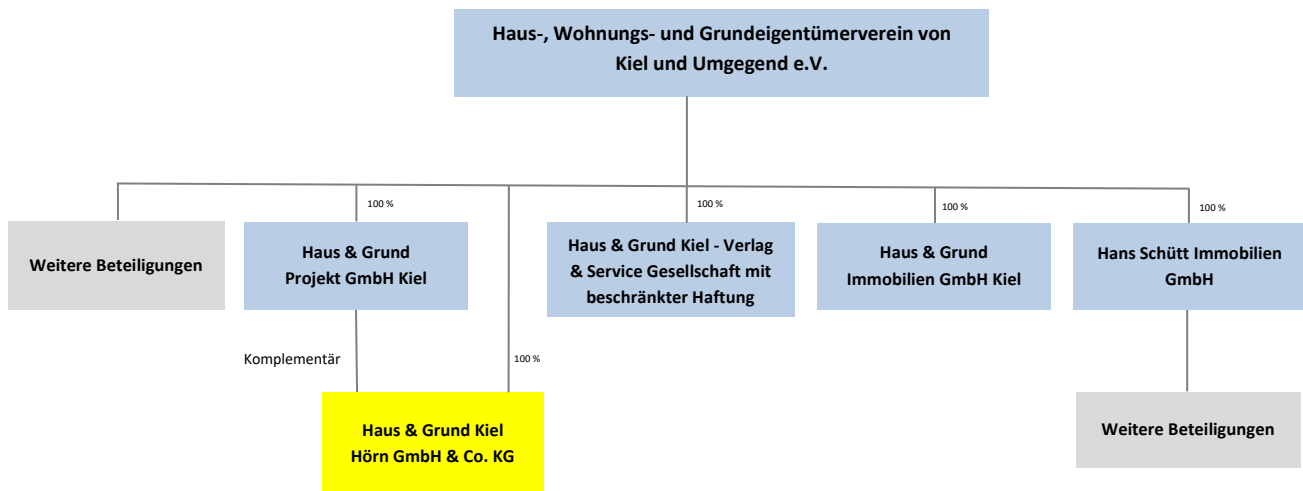 Haus-, Wohnungs- und Grundeigentümerverein von
Kiel und Umgegend e.V.
100 %
100 %
100 %
100 %
Weitere Beteiligungen
Haus & Grund
Projekt GmbH Kiel
Haus & Grund Kiel - Verlag
& Service Gesellschaft mit
beschränkter Haftung
Haus & Grund
Immobilien GmbH Kiel
Hans Schütt Immobilien
GmbH
Komplementär
100 %
Haus & Grund Kiel
Hörn GmbH & Co. KG
Weitere Beteiligungen